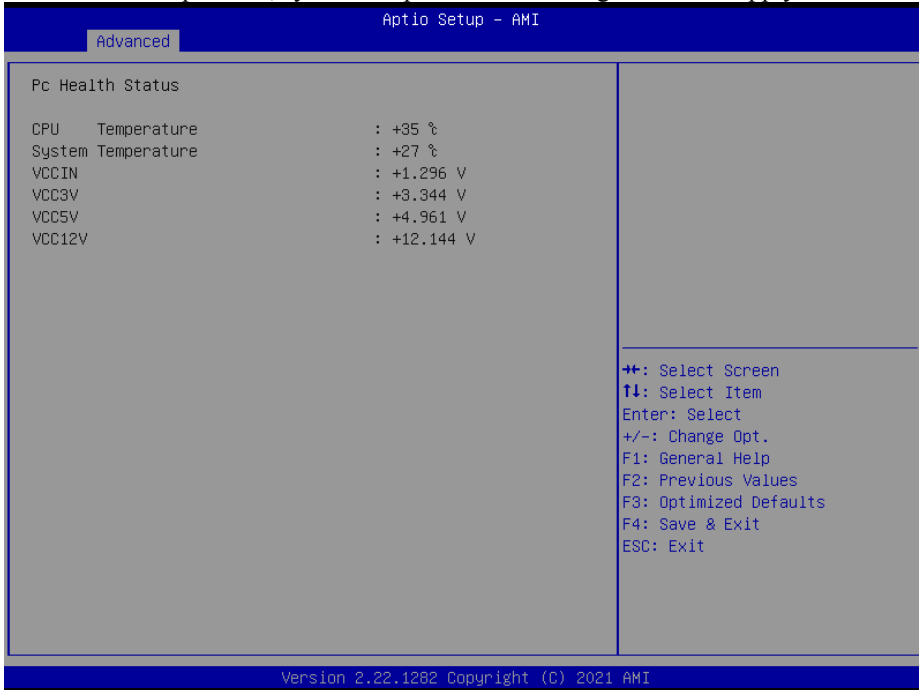 Aptio Setup – AMI
Advanced
Pc Health Status
CPU Temperature : +35 ℃
System Temperature : +27 ℃
VCCIN : +1.296 V
VCC3V : +3.344 V
VCC5V : +4.961 V
VCC12V : +12.144 V
→←: Select Screen
↑↓: Select Item
Enter: Select
+/-: Change Opt.
F1: General Help
F2: Previous Values
F3: Optimized Defaults
F4: Save & Exit
ESC: Exit
Version 2.22.1282 Copyright (C) 2021 AMI